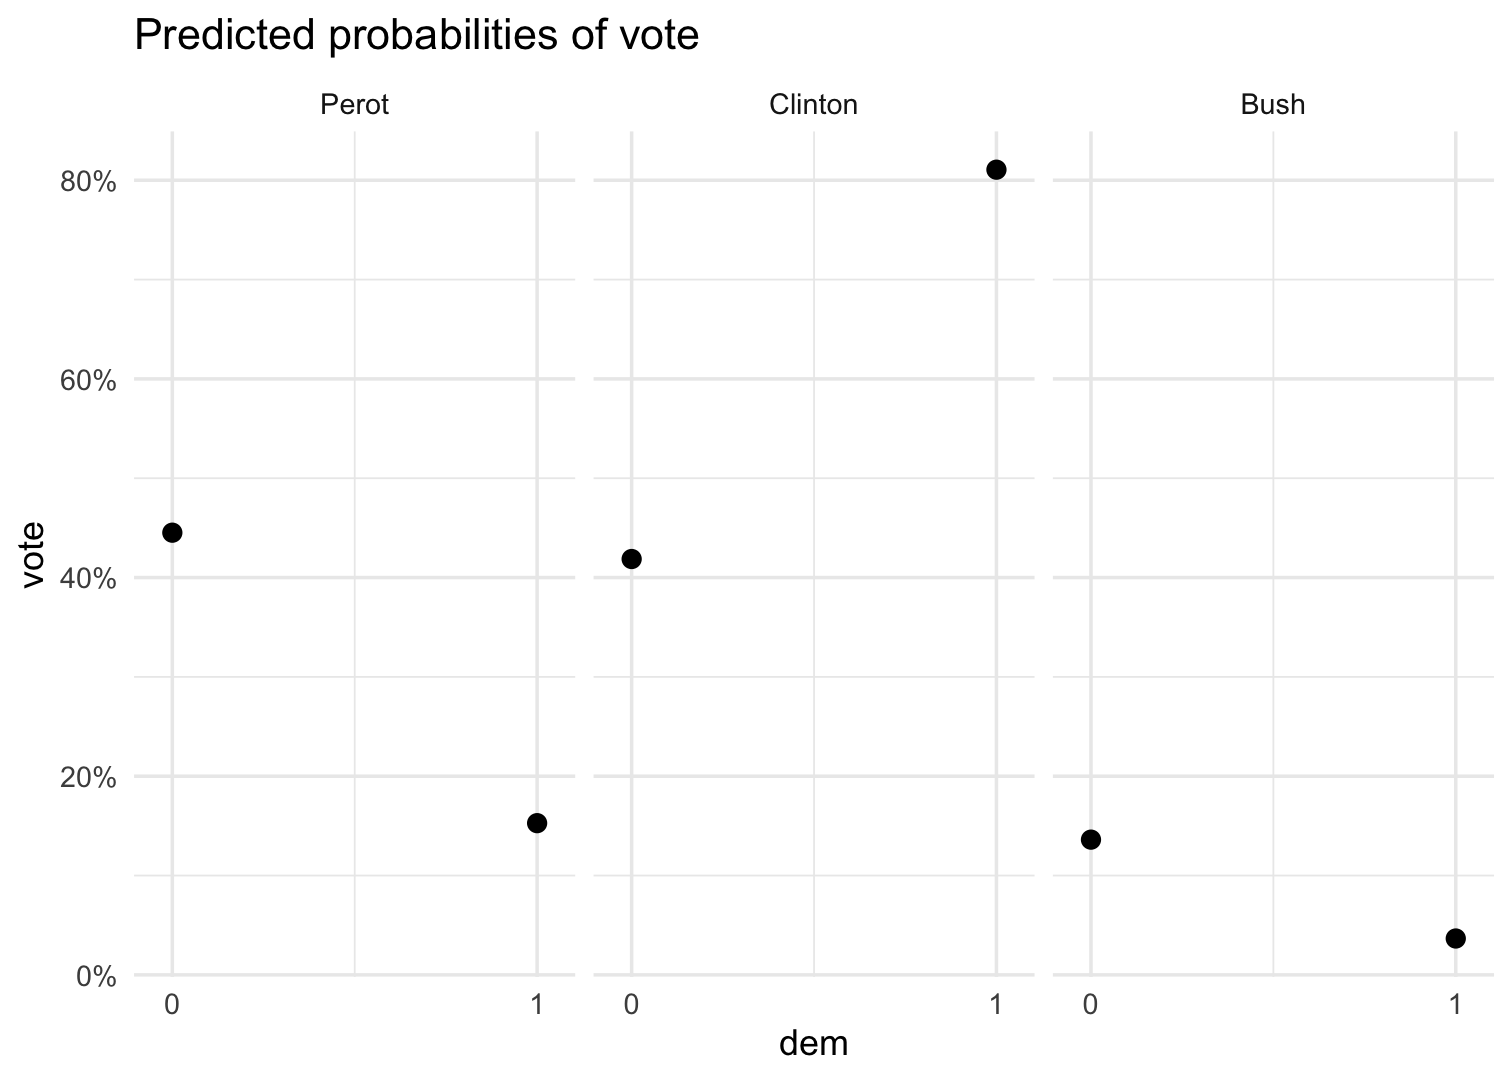 Predicted probabilities of vote
Perot Clinton Bush
80%
60%
40%
20%
0%
vote
0 1 0 1 0 1
dem